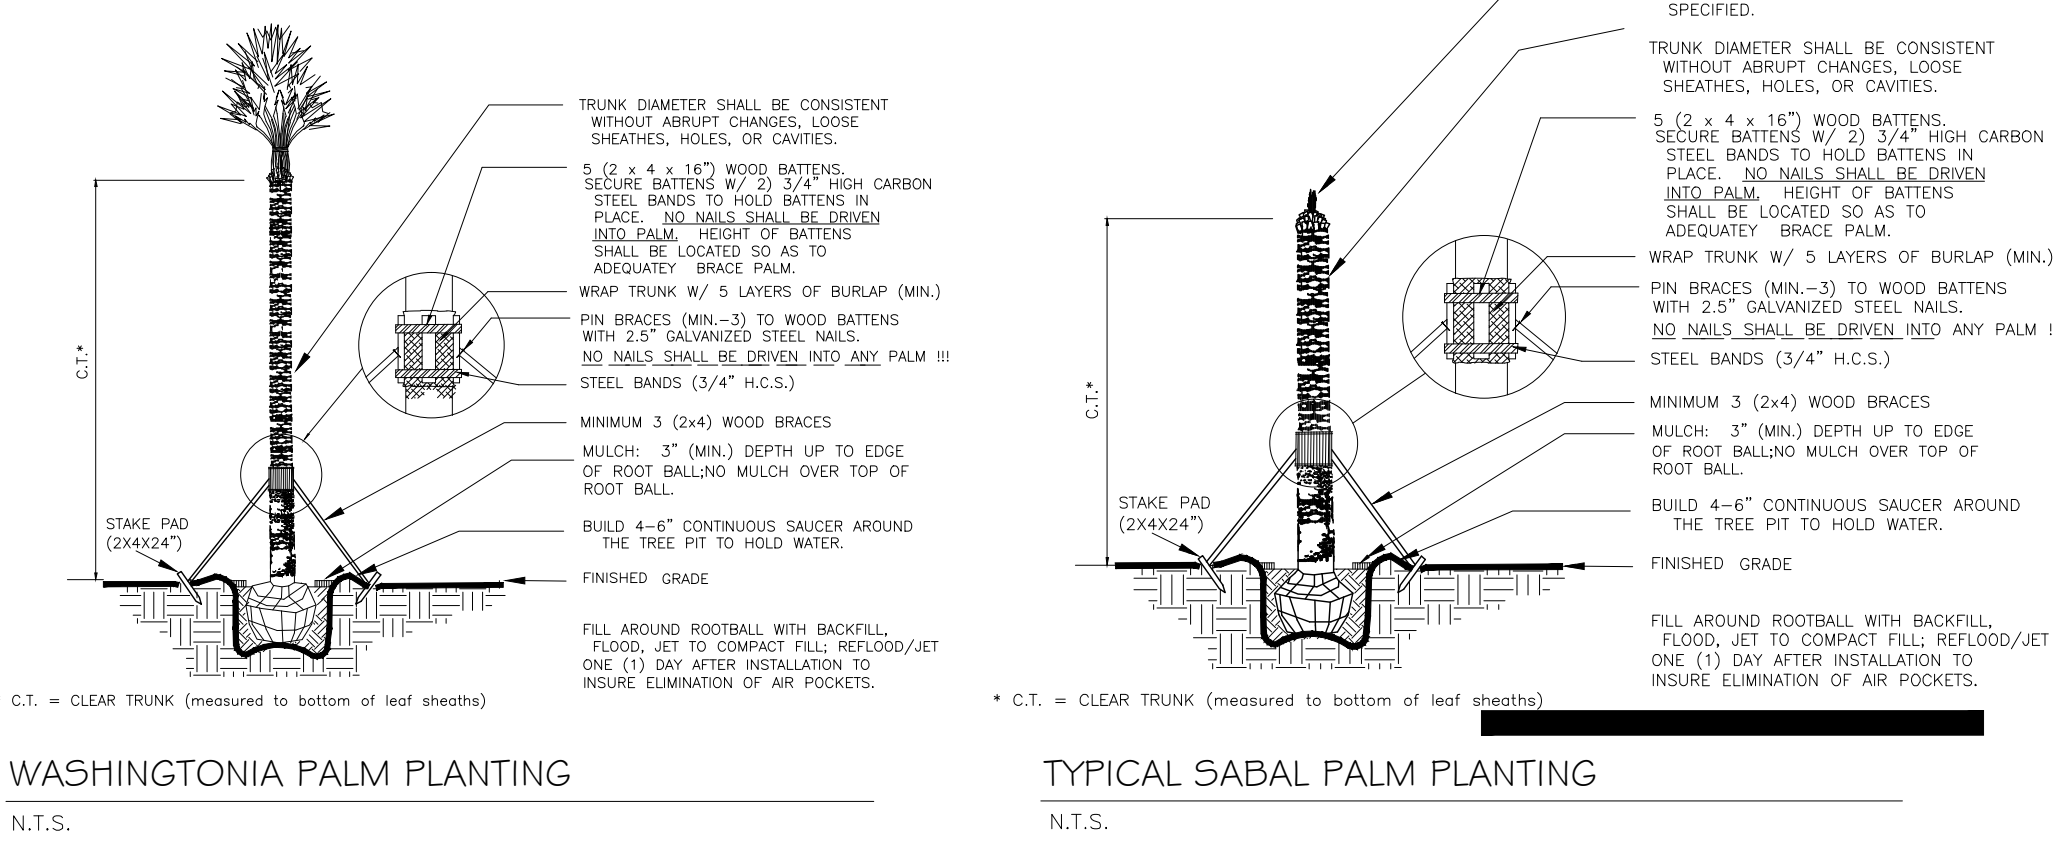 TRUNK DIAMETER SHALL BE CONSISTENT
WITHOUT ABRUPT CHANGES, LOOSE
SHEATHES, HOLES, OR CAVITIES.
5 (2 x 4 x 16") WOOD BATTENS.
SECURE BATTENS W/ 2) 3/4" HIGH CARBON
STEEL BANDS TO HOLD BATTENS IN
PLACE. NO NAILS SHALL BE DRIVEN
INTO PALM. HEIGHT OF BATTENS
SHALL BE LOCATED SO AS TO
ADEQUATEY BRACE PALM.
WRAP TRUNK W/ 5 LAYERS OF BURLAP (MIN.)
PIN BRACES (MIN.-3) TO WOOD BATTENS
WITH 2.5" GALVANIZED STEEL NAILS.
NO NAILS SHALL BE DRIVEN INTO ANY PALM !!!
STEEL BANDS (3/4" H.C.S.)
MINIMUM 3 (2x4) WOOD BRACES
MULCH: 3" (MIN.) DEPTH UP TO EDGE
OF ROOT BALL;NO MULCH OVER TOP OF
ROOT BALL.
BUILD 4-6" CONTINUOUS SAUCER AROUND
THE TREE PIT TO HOLD WATER.
FINISHED GRADE
FILL AROUND ROOTBALL WITH BACKFILL,
FLOOD, JET TO COMPACT FILL; REFLOOD/JET
ONE (1) DAY AFTER INSTALLATION TO
INSURE ELIMINATION OF AIR POCKETS.
C.T.*
STAKE PAD
(2X4X24")
C.T. = CLEAR TRUNK (measured to bottom of leaf sheaths)
WASHINGTONIA PALM PLANTING
N.T.S.
SPECIFIED.
TRUNK DIAMETER SHALL BE CONSISTENT
WITHOUT ABRUPT CHANGES, LOOSE
SHEATHES, HOLES, OR CAVITIES.
5 (2 x 4 x 16") WOOD BATTENS.
SECURE BATTENS W/ 2) 3/4" HIGH CARBON
STEEL BANDS TO HOLD BATTENS IN
PLACE. NO NAILS SHALL BE DRIVEN
INTO PALM. HEIGHT OF BATTENS
SHALL BE LOCATED SO AS TO
ADEQUATEY BRACE PALM.
WRAP TRUNK W/ 5 LAYERS OF BURLAP (MIN.)
PIN BRACES (MIN.-3) TO WOOD BATTENS
WITH 2.5" GALVANIZED STEEL NAILS.
NO NAILS SHALL BE DRIVEN INTO ANY PALM !
STEEL BANDS (3/4" H.C.S.)
MINIMUM 3 (2x4) WOOD BRACES
MULCH: 3" (MIN.) DEPTH UP TO EDGE
OF ROOT BALL;NO MULCH OVER TOP OF
ROOT BALL.
BUILD 4-6" CONTINUOUS SAUCER AROUND
THE TREE PIT TO HOLD WATER.
FINISHED GRADE
FILL AROUND ROOTBALL WITH BACKFILL,
FLOOD, JET TO COMPACT FILL; REFLOOD/JET
ONE (1) DAY AFTER INSTALLATION TO
INSURE ELIMINATION OF AIR POCKETS.
C.T.*
STAKE PAD
(2X4X24")
* C.T. = CLEAR TRUNK (measured to bottom of leaf sheaths)
TYPICAL SABAL PALM PLANTING
N.T.S.